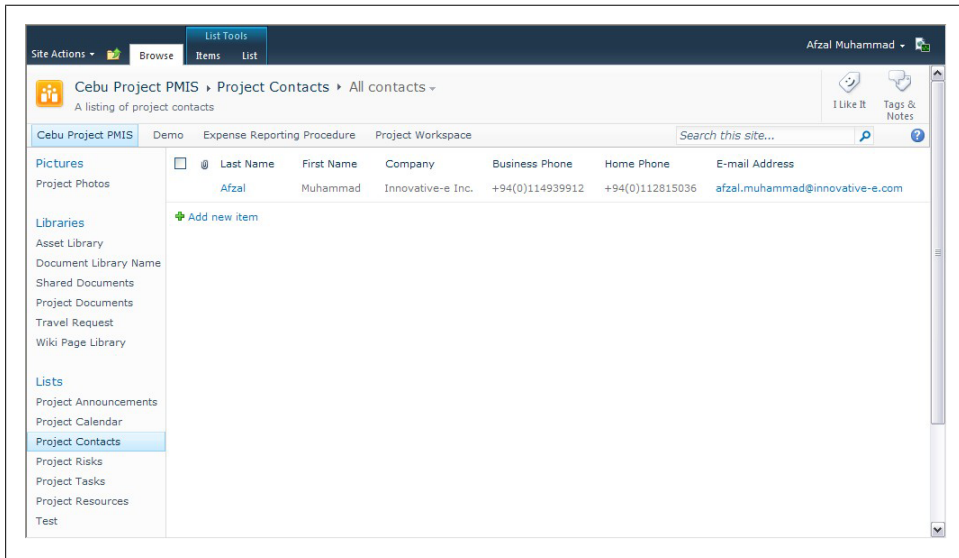 List Tools
Site Actions Browse Items List Afzal Muhammad
Cebu Project PMIS Project Contacts All contacts
A listing of project contacts
I Like It Tags & Notes
Cebu Project PMIS Demo Expense Reporting Procedure Project Workspace Search this site...
Pictures
Project Photos
Libraries
Asset Library
Document Library Name
Shared Documents
Project Documents
Travel Request
Wiki Page Library
Lists
Project Announcements
Project Calendar
Project Contacts
Project Risks
Project Tasks
Project Resources
Test
Last Name First Name Company Business Phone Home Phone E-mail Address
Afzal Muhammad Innovative-e Inc. +94(0)114939912 +94(0)112815036 afzal.muhammad@innovative-e.com
Add new item